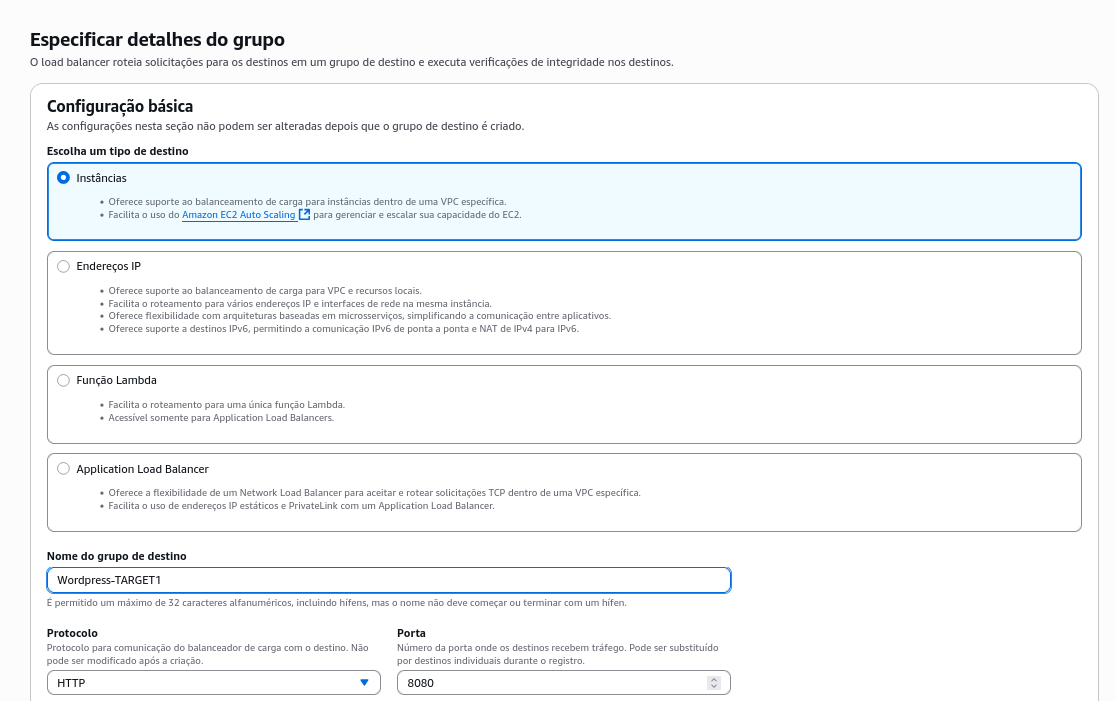 Especificar detalhes do grupo
O load balancer roteia solicitações para os destinos em um grupo de destino e executa verificações de integridade nos destinos.
Configuração básica
As configurações nesta seção não podem ser alteradas depois que o grupo de destino é criado.
Escolha um tipo de destino
Instâncias
• Oferece suporte ao balanceamento de carga para instâncias dentro de uma VPC específica.
• Facilita o uso do Amazon EC2 Auto Scaling para gerenciar e escalar sua capacidade do EC2.
Endereços IP
• Oferece suporte ao balanceamento de carga para VPC e recursos locais.
• Facilita o roteamento para vários endereços IP e interfaces de rede na mesma instância.
• Oferece flexibilidade com arquiteturas baseadas em microsserviços, simplificando a comunicação entre aplicativos.
• Oferece suporte a destinos IPv6, permitindo a comunicação IPv6 de ponta a ponta e NAT de IPv4 para IPv6.
Função Lambda
• Facilita o roteamento para uma única função Lambda.
• Acessível somente para Application Load Balancers.
Application Load Balancer
• Oferece a flexibilidade de um Network Load Balancer para aceitar e rotear solicitações TCP dentro de uma VPC específica.
• Facilita o uso de endereços IP estáticos e PrivateLink com um Application Load Balancer.
Nome do grupo de destino
Wordpress-TARGET1
É permitido um máximo de 32 caracteres alfanuméricos, incluindo hífens, mas o nome não deve começar ou terminar com um hífen.
Protocolo
Protocolo para comunicação do balanceador de carga com o destino. Não
pode ser modificado após a criação.
HTTP
Porta
Número da porta onde os destinos recebem tráfego. Pode ser substituído
por destinos individuais durante o registro.
8080